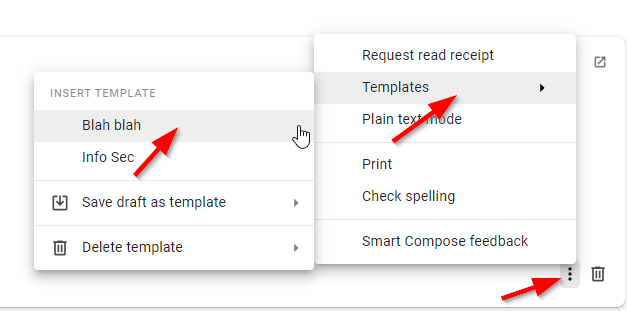 Request read receipt
Templates
Plain text mode
Print
Check spelling
Smart Compose feedback
INSERT TEMPLATE
Blah blah
Info Sec
Save draft as template
Delete template